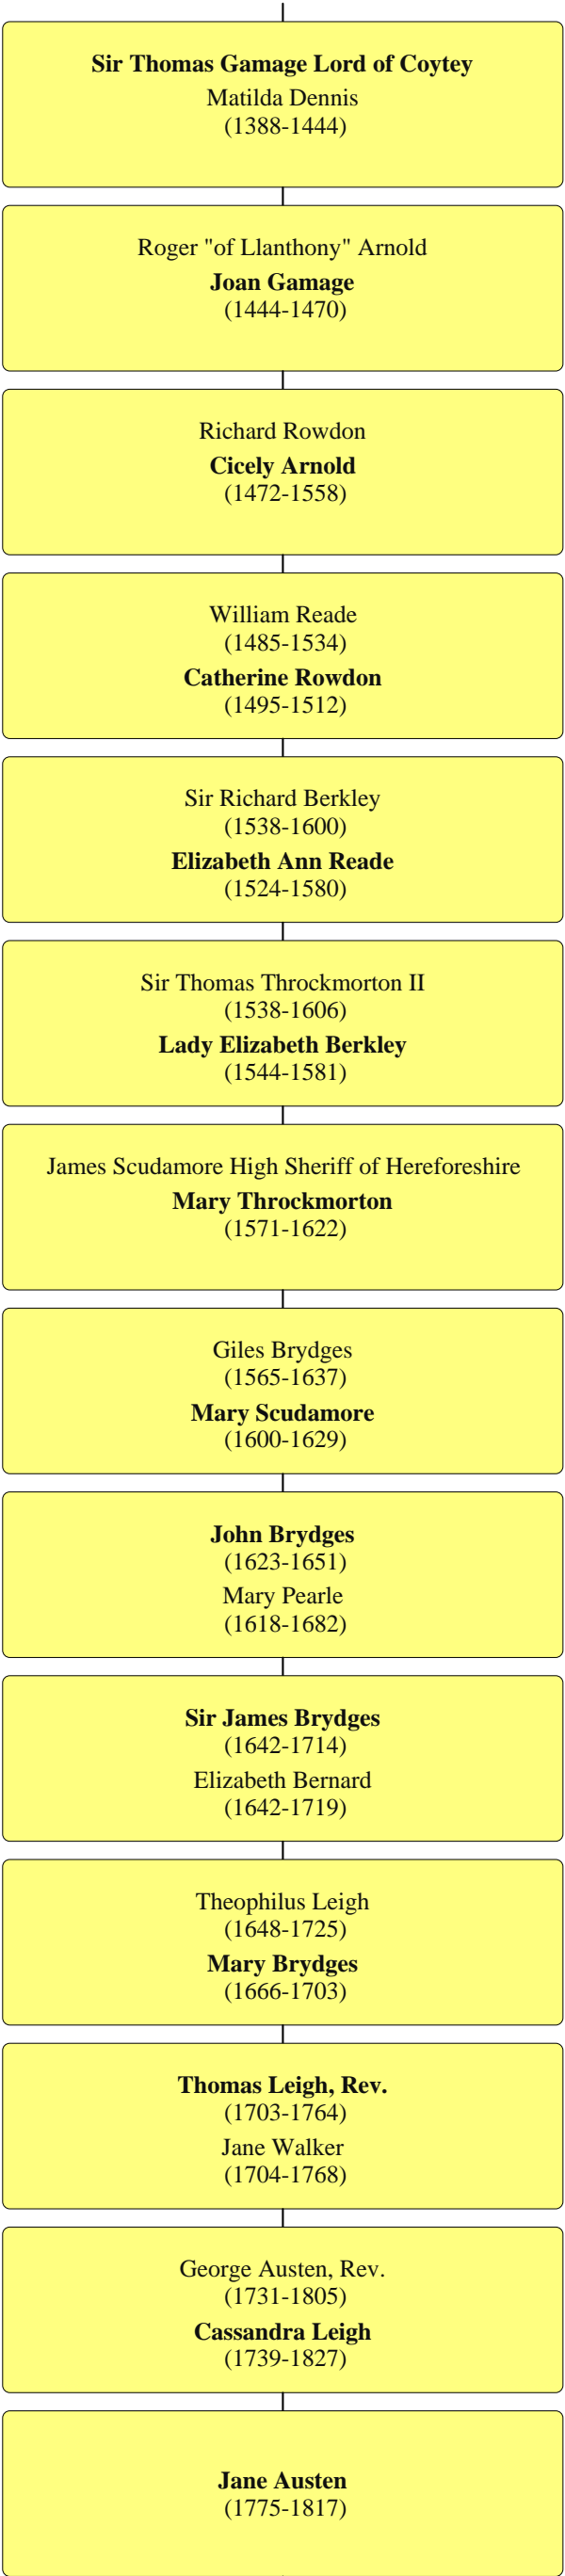 Sir Thomas Gamage Lord of Coytey
Matilda Dennis
(1388-1444)
Roger "of Llanthony" Arnold
Joan Gamage
(1444-1470)
Richard Rowdon
Cicely Arnold
(1472-1558)
William Reade
(1485-1534)
Catherine Rowdon
(1495-1512)
Sir Richard Berkley
(1538-1600)
Elizabeth Ann Reade
(1524-1580)
Sir Thomas Throckmorton II
(1538-1606)
Lady Elizabeth Berkley
(1544-1581)
James Scudamore High Sheriff of Hereforeshire
Mary Throckmorton
(1571-1622)
Giles Brydges
(1565-1637)
Mary Scudamore
(1600-1629)
John Brydges
(1623-1651)
Mary Pearle
(1618-1682)
Sir James Brydges
(1642-1714)
Elizabeth Bernard
(1642-1719)
Theophilus Leigh
(1648-1725)
Mary Brydges
(1666-1703)
Thomas Leigh, Rev.
(1703-1764)
Jane Walker
(1704-1768)
George Austen, Rev.
(1731-1805)
Cassandra Leigh
(1739-1827)
Jane Austen
(1775-1817)